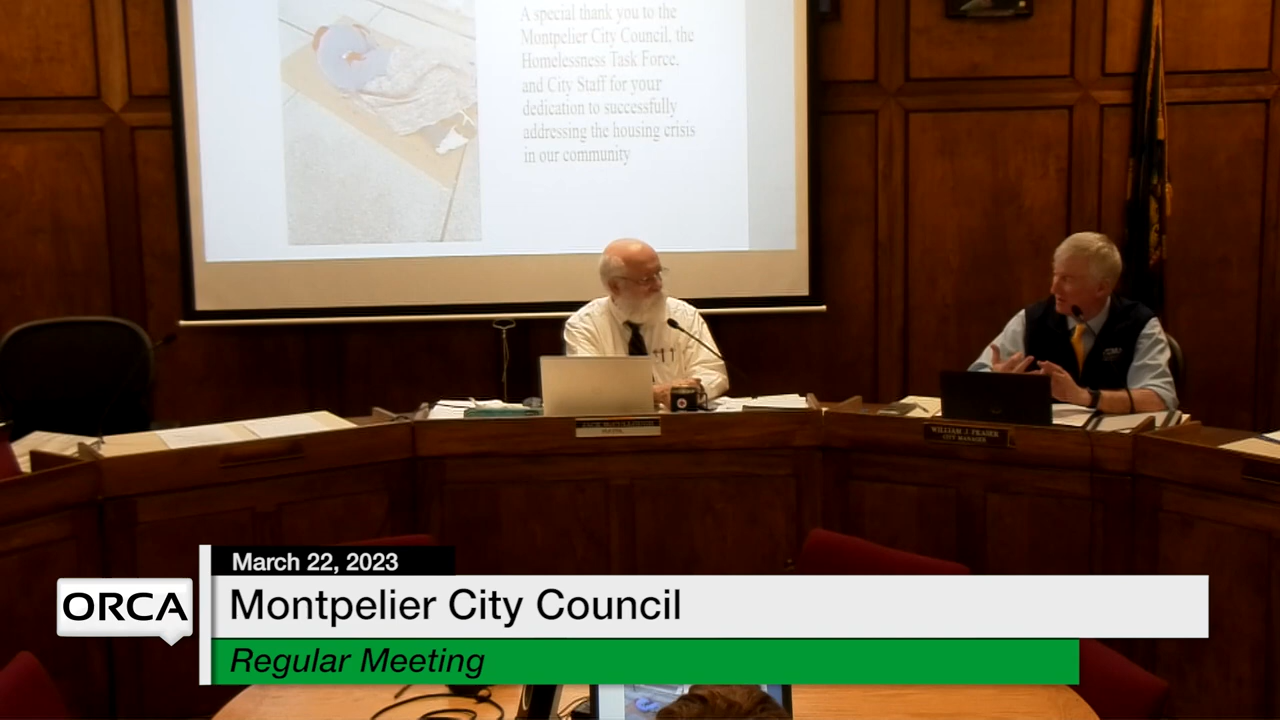 A special thank you to the
Montpelier City Council, the
Homelessness Task Force,
and City Staff for your
dedication to successfully
addressing the housing crisis
in our community
WILLIAM J. FRASER
CITY MANAGER
March 22, 2023
ORCA
Montpelier City Council
Regular Meeting